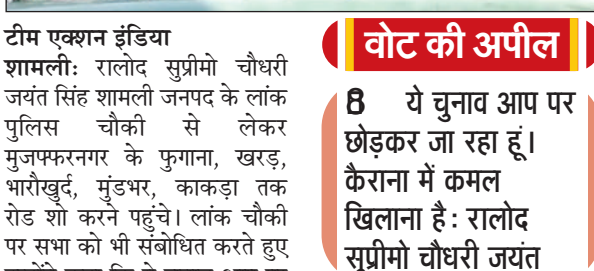 टीम एक्शन इंडिया
शामलीः रालोद सुप्रीमो चौधरी
जयंत सिंह शामली जनपद के लांक
पुलिस चौकी से लेकर
मुजफ्फरनगर के फुगाना, खरड़,
भारौखुर्द, मुंडभर, काकड़ा तक
रोड शो करने पहुंचे। लांक चौकी
पर सभा को भी संबोधित करते हुए
वोट की अपील
8 ये चुनाव आप पर
छोड़कर जा रहा हूं।
कैराना में कमल
खिलाना है : रालोद
सुप्रीमो चौधरी जयंत